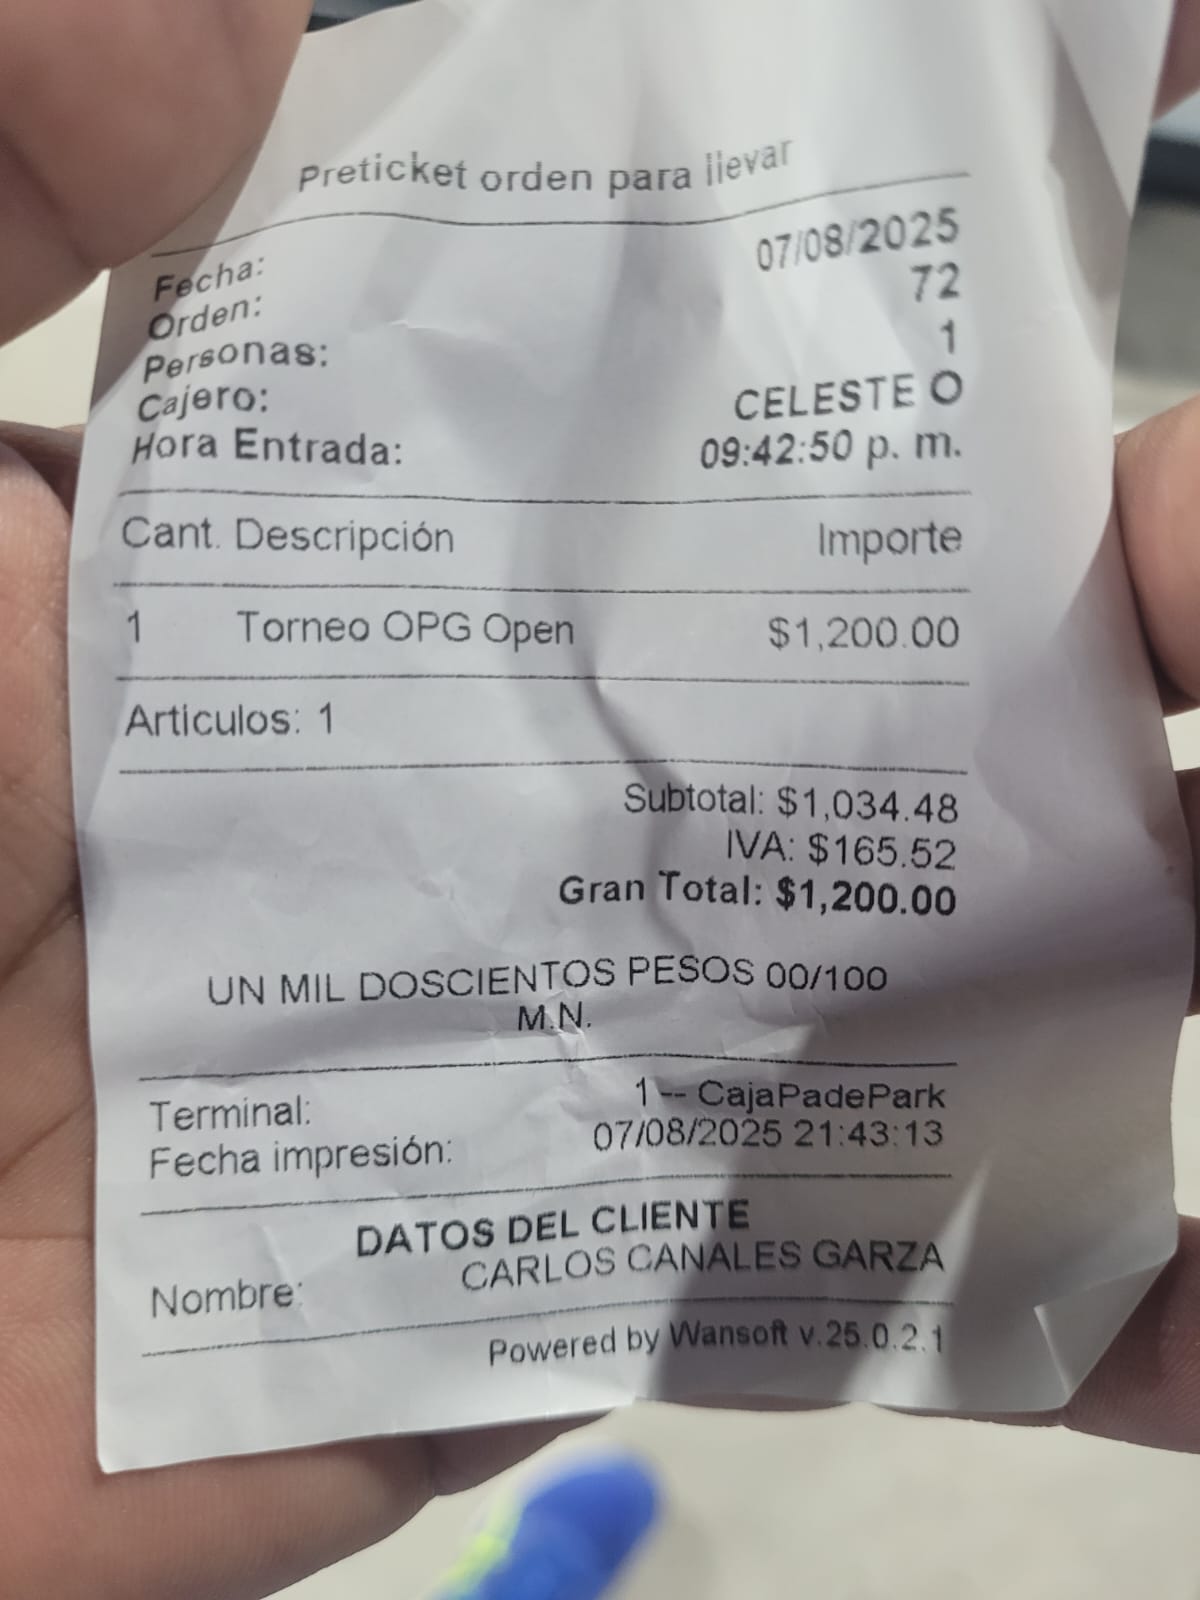 Preticket orden para llevar
Fecha: 07/08/2025
Orden: 72
Personas: 1
Cajero: CELESTE O
Hora Entrada: 09:42:50 p. m.
Cant. Descripción Importe
1 Torneo OPG Open $1,200.00
Articulos: 1
Subtotal: $1,034.48
IVA: $165.52
Gran Total: $1,200.00
UN MIL DOSCIENTOS PESOS 00/100
M.N.
Terminal: 1 -- CajaPadePark
Fecha impresión: 07/08/2025 21:43:13
DATOS DEL CLIENTE
Nombre: CARLOS CANALES GARZA
Powered by Wansoft v.25.0.2.1